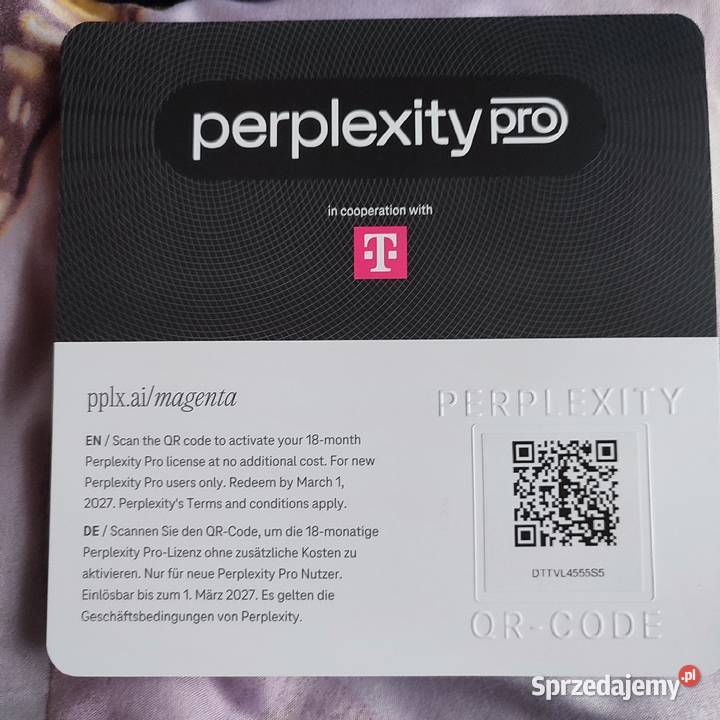 perplexity pro
in cooperation with
T
pplx.ai/magenta
EN / Scan the QR code to activate your 18-month
Perplexity Pro license at no additional cost. For new
Perplexity Pro users only. Redeem by March 1,
2027. Perplexity's Terms and conditions apply.
DE / Scannen Sie den QR-Code, um die 18-monatige
Perplexity Pro-Lizenz ohne zusätzliche Kosten zu
aktivieren. Nur für neue Perplexity Pro Nutzer.
Einlösbar bis zum 1. März 2027. Es gelten die
Geschäftsbedingungen von Perplexity.
PERPLEXITY
DTTVL4555S5
QR-CODE
Sprzedajemy.pl